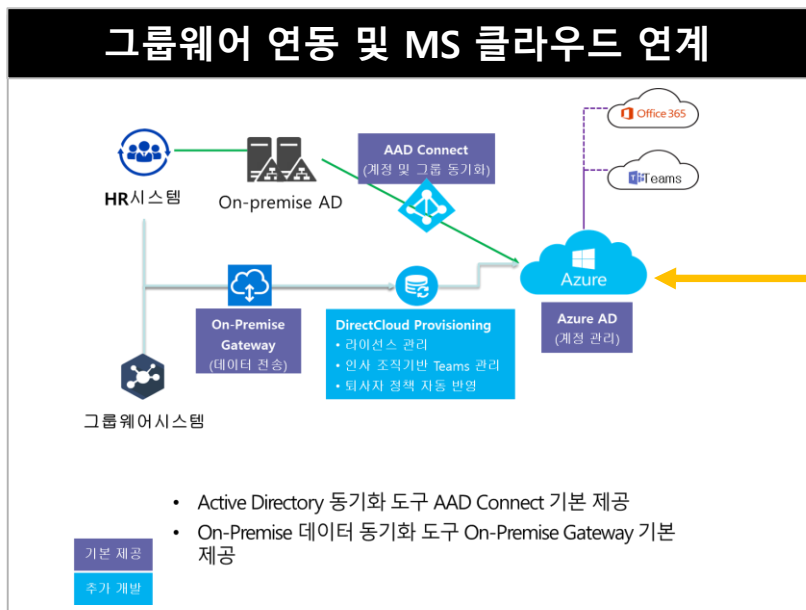 그룹웨어 연동 및 MS 클라우드 연계
Office 365
Teams
AAD Connect
(계정 및 그룹 동기화)
HR시스템
On-premise AD
Azure
On-Premise
Gateway
(데이터 전송)
DirectCloud Provisioning
• 라이선스 관리
• 인사 조직기반 Teams 관리
• 퇴사자 정책 자동 반영
Azure AD
(계정 관리)
그룹웨어시스템
• Active Directory 동기화 도구 AAD Connect 기본 제공
• On-Premise 데이터 동기화 도구 On-Premise Gateway 기본
제공
기본 제공
추가 개발